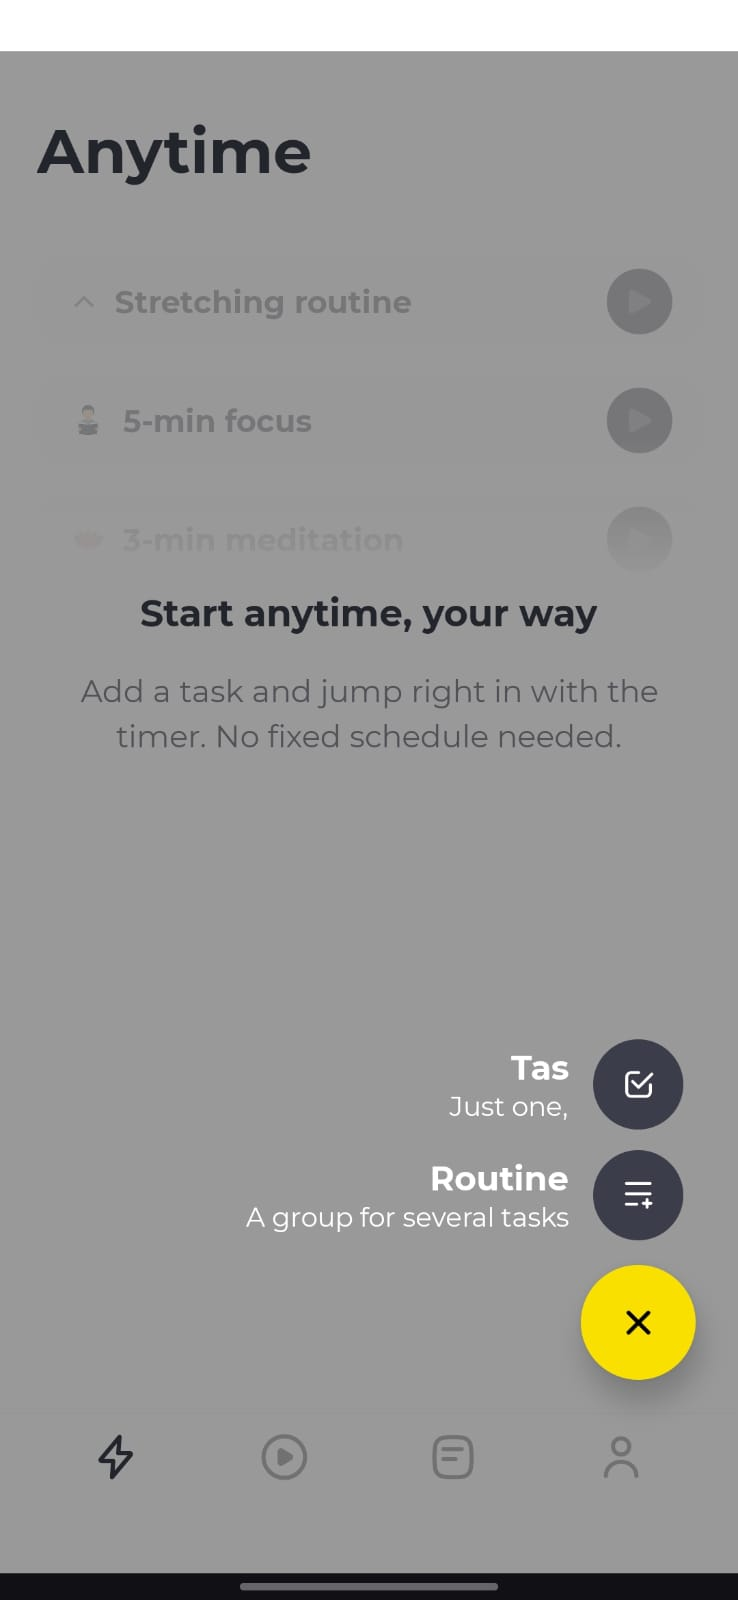 Anytime
Stretching routine
5-min focus
3-min meditation
Start anytime, your way
Add a task and jump right in with the
timer. No fixed schedule needed.
Tas
Just one,
Routine
A group for several tasks